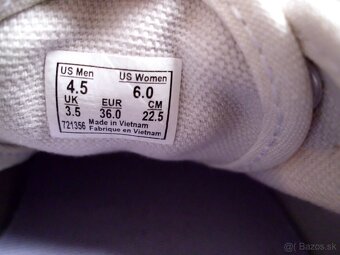 US Men US Women
4.5 6.0
UK EUR CM
3.5 36.0 22.5
721356 Made in Vietnam
Fabrique en Vietnam
Bazos.sk